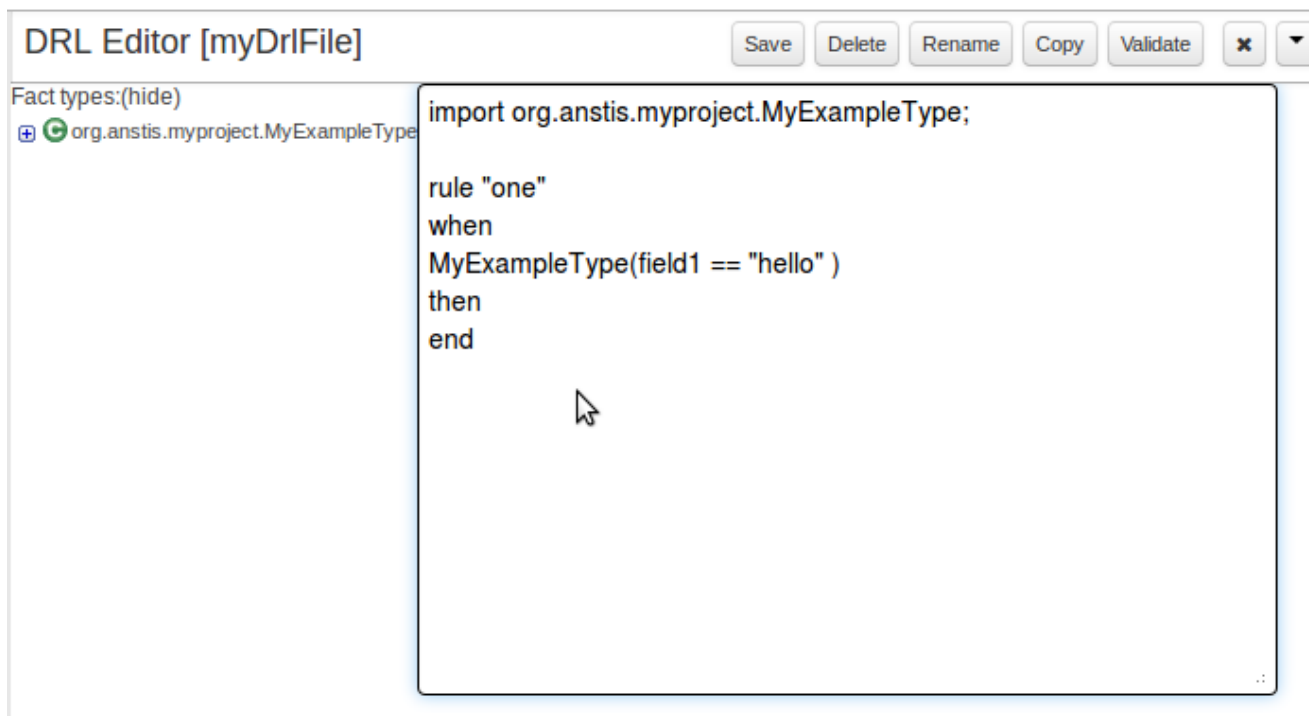 DRL Editor [myDrlFile]
Save Delete Rename Copy Validate
Fact types:(hide)
org.anstis.myproject.MyExampleType
import org.anstis.myproject.MyExampleType;
rule "one"
when
MyExampleType(field1 == "hello" )
then
end